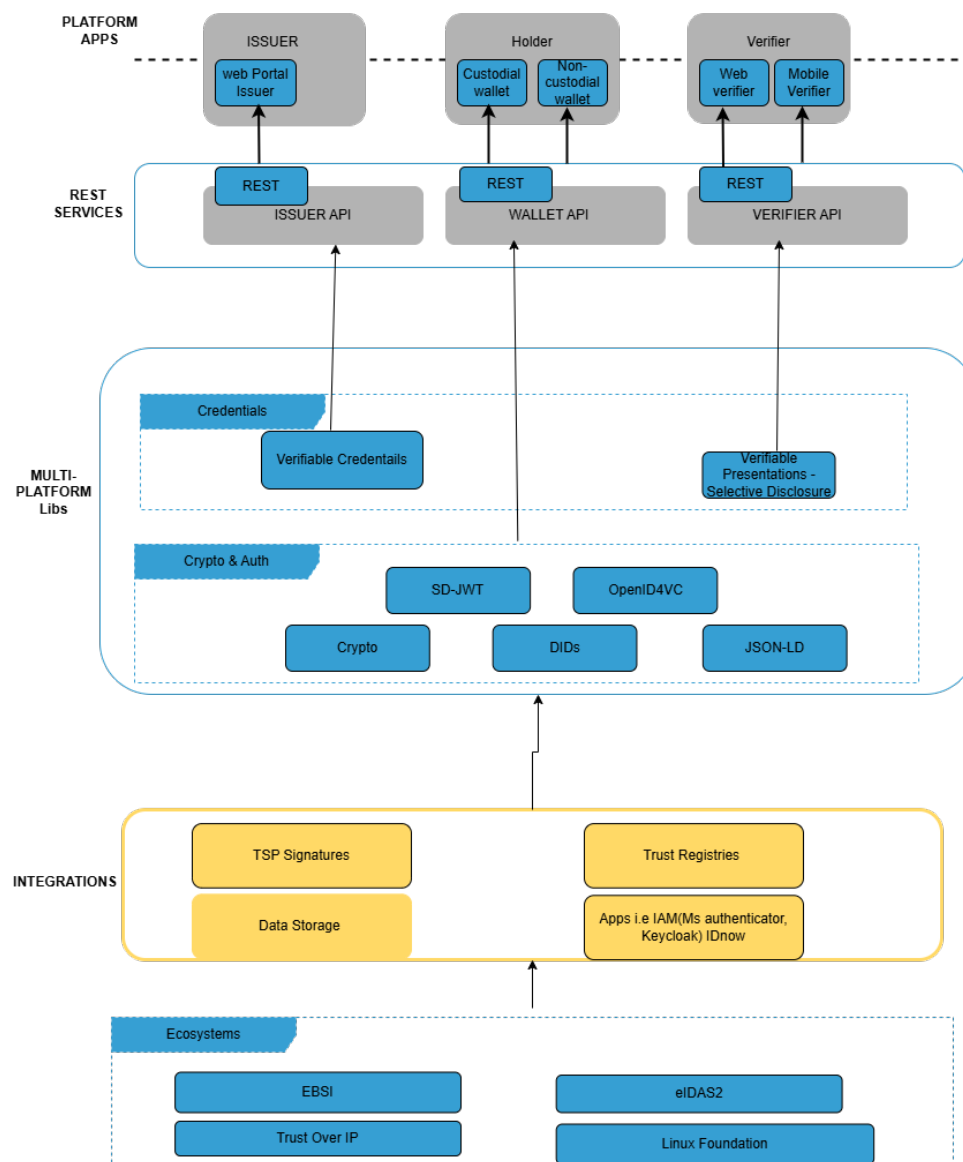 PLATFORM
APPS
ISSUER
Holder
Verifier
web Portal
Issuer
Custodial
wallet
Non-
custodial
wallet
Web
verifier
Mobile
Verifier
REST
SERVICES
REST
REST
REST
ISSUER API
WALLET API
VERIFIER API
MULTI-
PLATFORM
Libs
Credentials
Verifiable Credentails
Verifiable
Presentations -
Selective Disclosure
Crypto & Auth
SD-JWT
OpenID4VC
Crypto
DIDs
JSON-LD
INTEGRATIONS
TSP Signatures
Trust Registries
Data Storage
Apps i.e IAM(Ms authenticator,
Keycloak) IDnow
Ecosystems
EBSI
eIDAS2
Trust Over IP
Linux Foundation